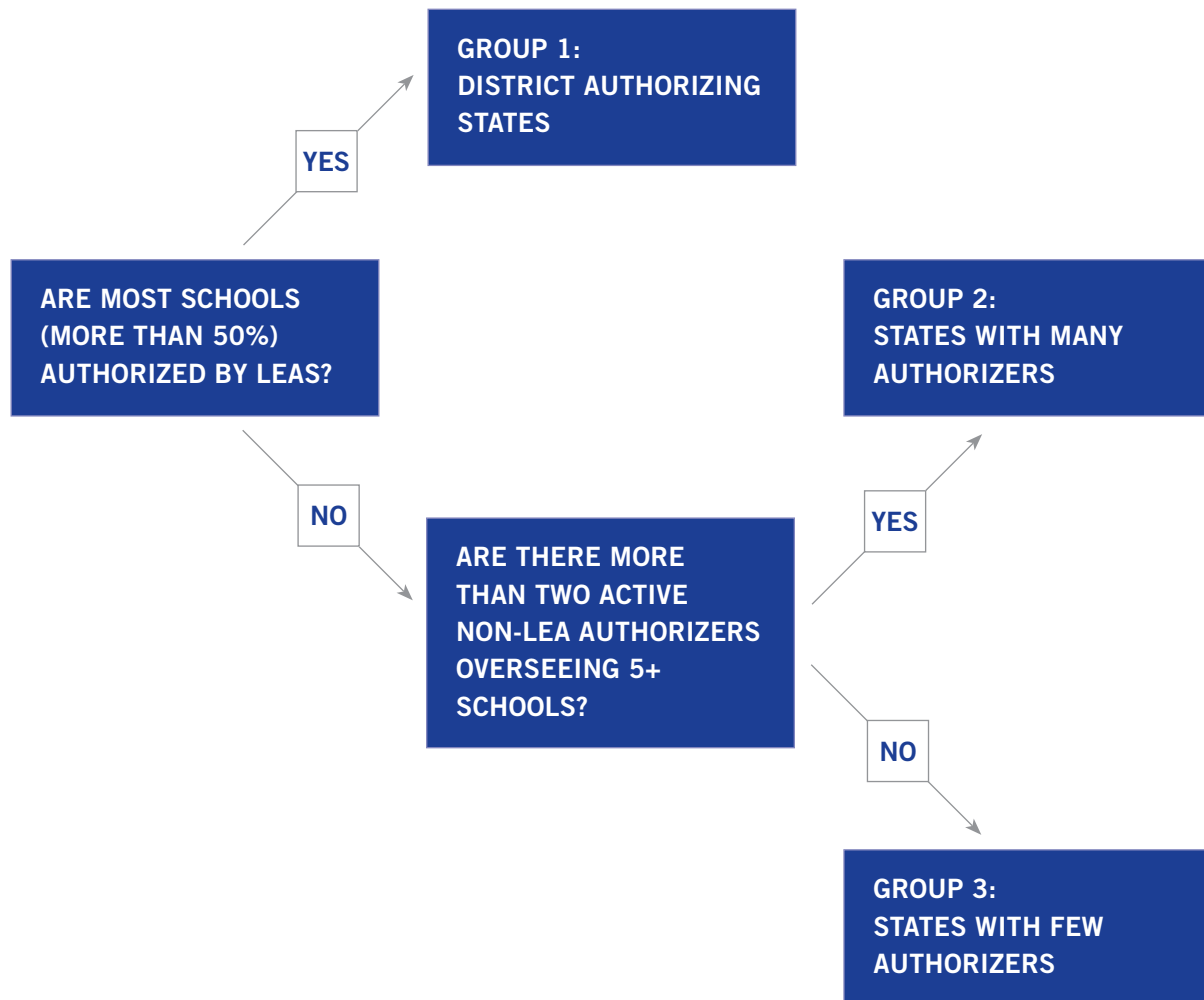 GROUP 1:
DISTRICT AUTHORIZING
STATES
YES
ARE MOST SCHOOLS
(MORE THAN 50%)
AUTHORIZED BY LEAS?
NO
ARE THERE MORE
THAN TWO ACTIVE
NON-LEA AUTHORIZERS
OVERSEEING 5+
SCHOOLS?
YES
GROUP 2:
STATES WITH MANY
AUTHORIZERS
NO
GROUP 3:
STATES WITH FEW
AUTHORIZERS